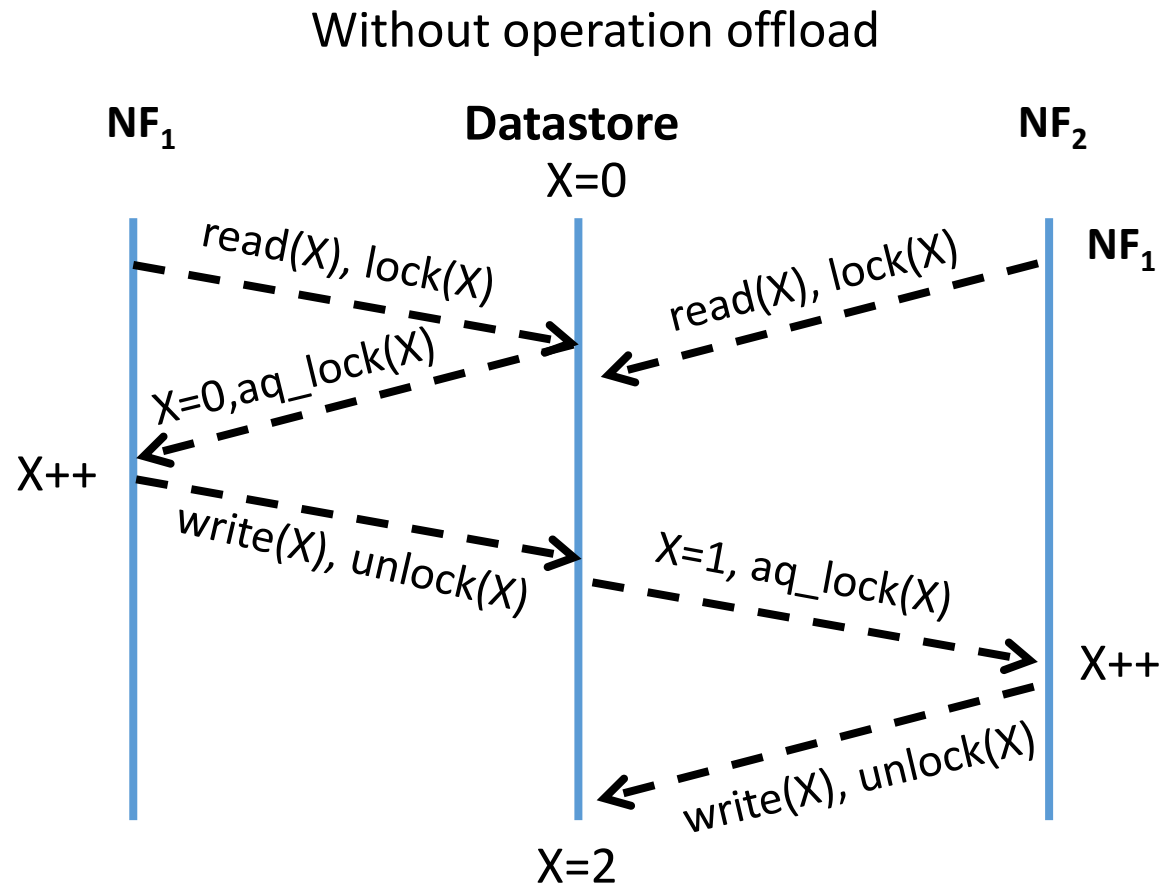 Without operation offload
NF1
Datastore
NF2
X=0
NF1
read(X), lock(X)
read(X), lock(X)
X=0,aq_lock(X)
X++
write(X), unlock(X)
X=1, aq_lock(X)
X++
write(X), unlock(X)
X=2